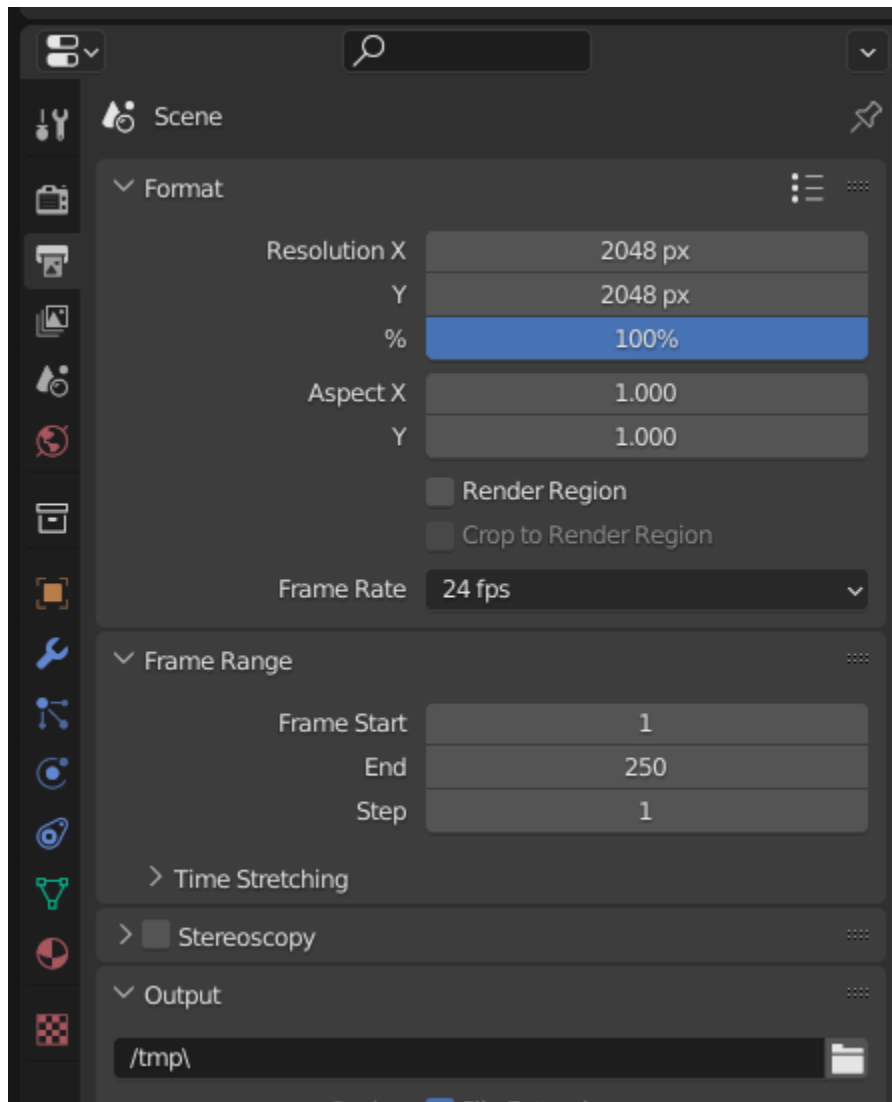 Scene
Format
Resolution X 2048 px
Y 2048 px
% 100%
Aspect X 1.000
Y 1.000
Render Region
Crop to Render Region
Frame Rate 24 fps
Frame Range
Frame Start 1
End 250
Step 1
Time Stretching
Stereoscopy
Output
/tmp\